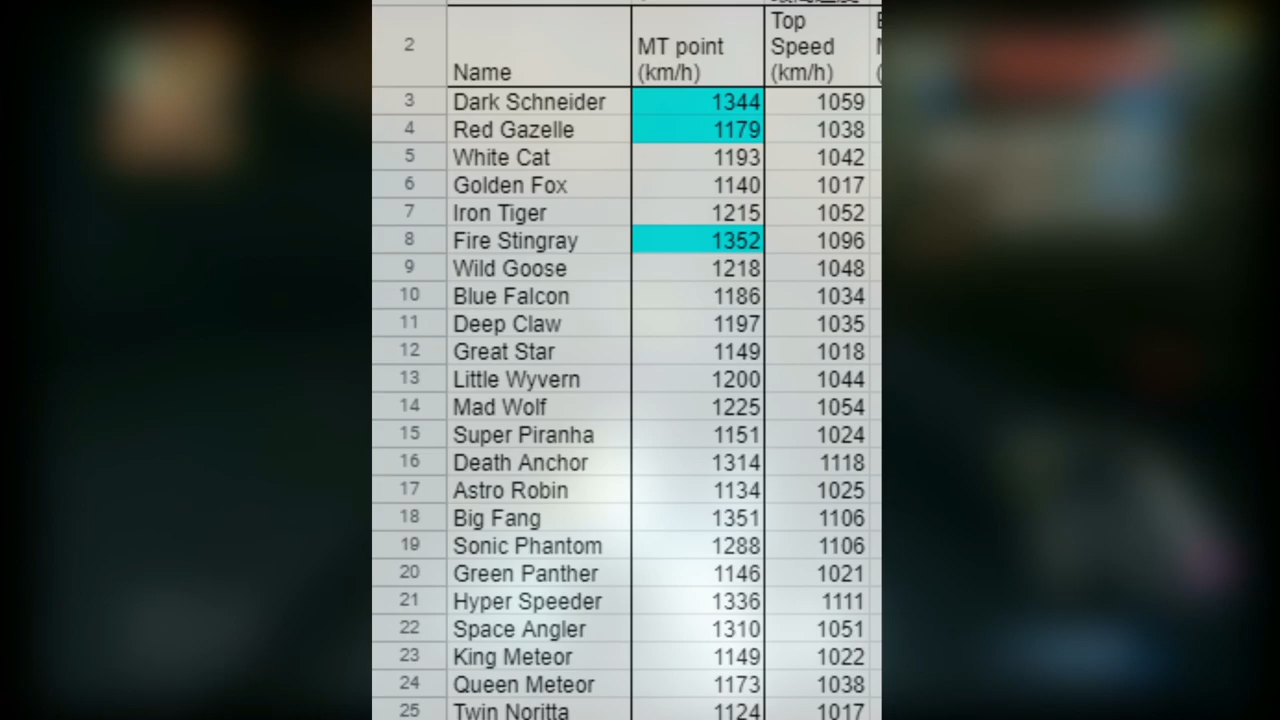 2 Name MT point (km/h) Top Speed (km/h)
3 Dark Schneider 1344 1059
4 Red Gazelle 1179 1038
5 White Cat 1193 1042
6 Golden Fox 1140 1017
7 Iron Tiger 1215 1052
8 Fire Stingray 1352 1096
9 Wild Goose 1218 1048
10 Blue Falcon 1186 1034
11 Deep Claw 1197 1035
12 Great Star 1149 1018
13 Little Wyvern 1200 1044
14 Mad Wolf 1225 1054
15 Super Piranha 1151 1024
16 Death Anchor 1314 1118
17 Astro Robin 1134 1025
18 Big Fang 1351 1106
19 Sonic Phantom 1288 1106
20 Green Panther 1146 1021
21 Hyper Speeder 1336 1111
22 Space Angler 1310 1051
23 King Meteor 1149 1022
24 Queen Meteor 1173 1038
25 Twin Noritta 1124 1017